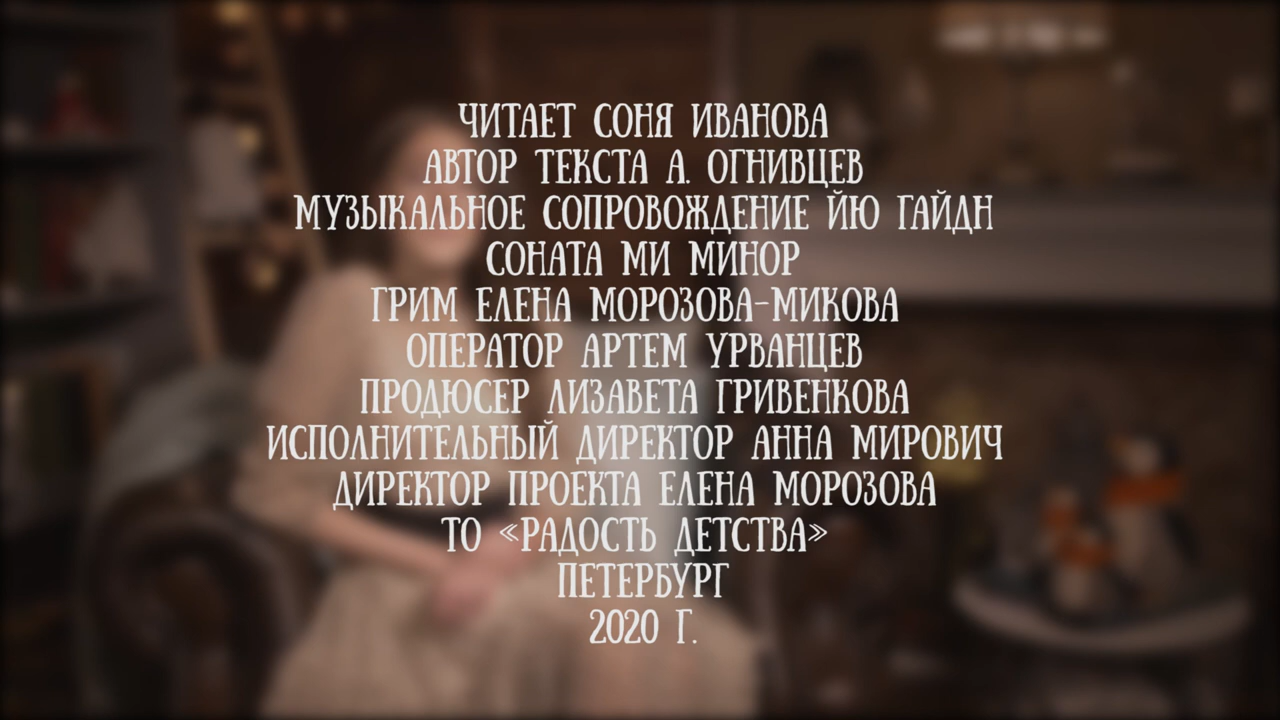 ЧИТАЕТ СОНЯ ИВАНОВА
АВТОР ТЕКСТА А. ОГНИВЦЕВ
МУЗЫКАЛЬНОЕ СОПРОВОЖДЕНИЕ ЙЮ ГАЙДН
СОНАТА МИ МИНОР
ГРИМ ЕЛЕНА МОРОЗОВА-МИКОВА
ОПЕРАТОР АРТЕМ УРВАНЦЕВ
ПРОДЮСЕР ЛИЗАВЕТА ГРИВЕНКОВА
ИСПОЛНИТЕЛЬНЫЙ ДИРЕКТОР АННА МИРОВИЧ
ДИРЕКТОР ПРОЕКТА ЕЛЕНА МОРОЗОВА
ТО «РАДОСТЬ ДЕТСТВА»
ПЕТЕРБУРГ
2020 Г.